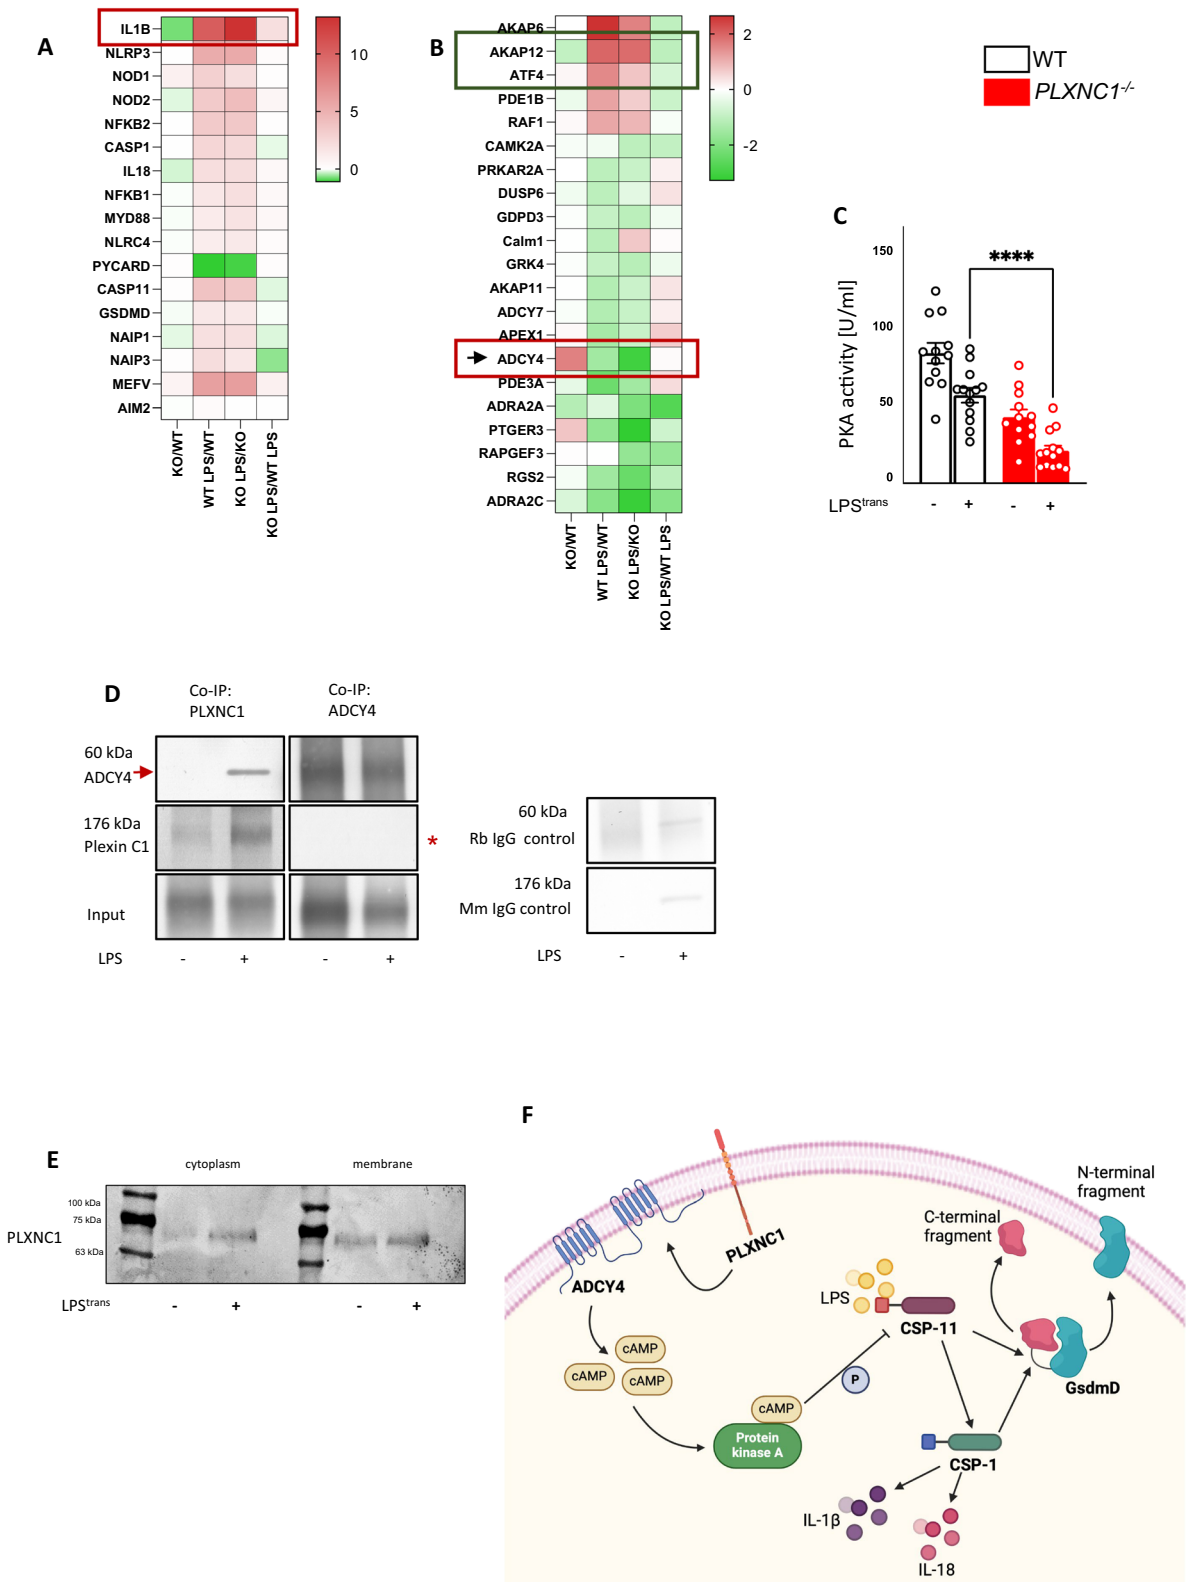 A
IL1B
NLRP3
NOD1
NOD2
NFKB2
CASP1
IL18
NFKB1
MYD88
NLRC4
PYCARD
CASP11
GSDMD
NAIP1
NAIP3
MEFV
AIM2
KO/WT
WT LPS/WT
KO LPS/KO
KO LPS/WT LPS
10
5
0
B
AKAP6
AKAP12
ATF4
PDE1B
RAF1
CAMK2A
PRKAR2A
DUSP6
GDPD3
Calm1
GRK4
AKAP11
ADCY7
APEX1
ADCY4
PDE3A
ADRA2A
PTGER3
RAPGEF3
RGS2
ADRA2C
KO/WT
WT LPS/WT
KO LPS/KO
KO LPS/WT LPS
2
0
-2
WT
PLXNC1-/-
C
PKA activity [U/ml]
150
100
50
0
****
LPStrans - + - +
D
Co-IP:
PLXNC1
Co-IP:
ADCY4
60 kDa
ADCY4
176 kDa
Plexin C1
*
Input
LPS - + - +
60 kDa
Rb IgG control
176 kDa
Mm IgG control
LPS - +
E
cytoplasm membrane
100 kDa
75 kDa
63 kDa
PLXNC1
LPStrans - + - +
F
N-terminal
fragment
C-terminal
fragment
PLXNC1
ADCY4
LPS
CSP-11
cAMP
cAMP
cAMP
P
GsdmD
cAMP
Protein
kinase A
CSP-1
IL-1β
IL-18